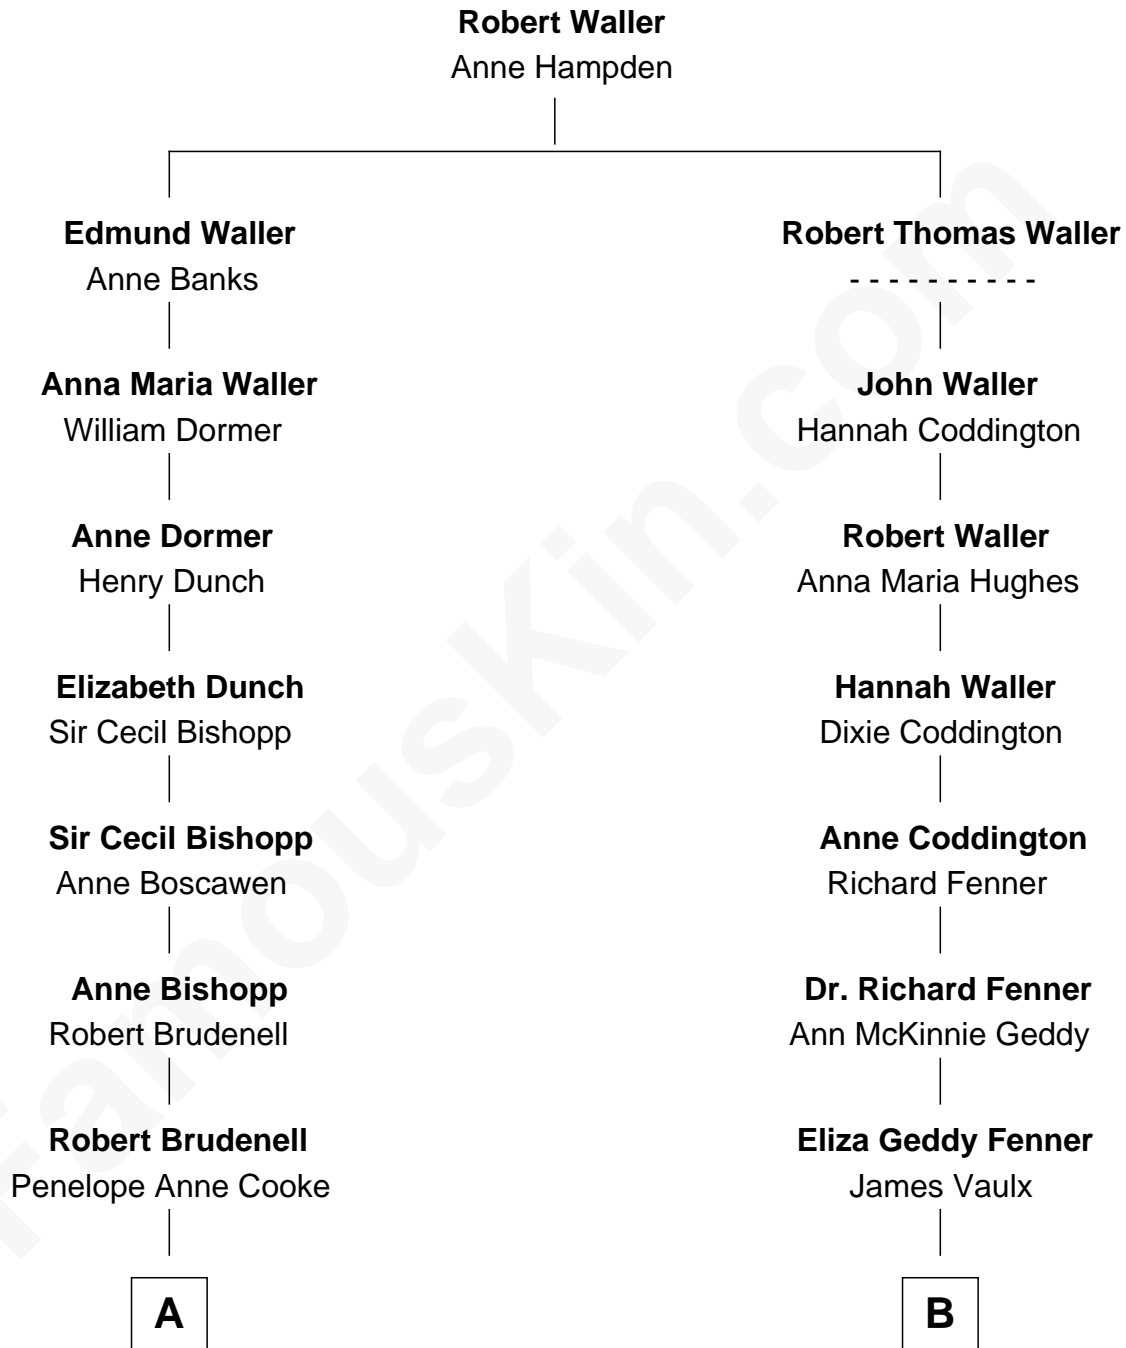 Robert Waller
Anne Hampden
Edmund Waller
Anne Banks
Robert Thomas Waller
- - - - - - - - - -
Anna Maria Waller
William Dormer
John Waller
Hannah Coddington
Anne Dormer
Henry Dunch
Robert Waller
Anna Maria Hughes
Elizabeth Dunch
Sir Cecil Bishopp
Hannah Waller
Dixie Coddington
Sir Cecil Bishopp
Anne Boscawen
Anne Coddington
Richard Fenner
Anne Bishopp
Robert Brudenell
Dr. Richard Fenner
Ann McKinnie Geddy
Robert Brudenell
Penelope Anne Cooke
Eliza Geddy Fenner
James Vaulx
A
B
FamousKin.com